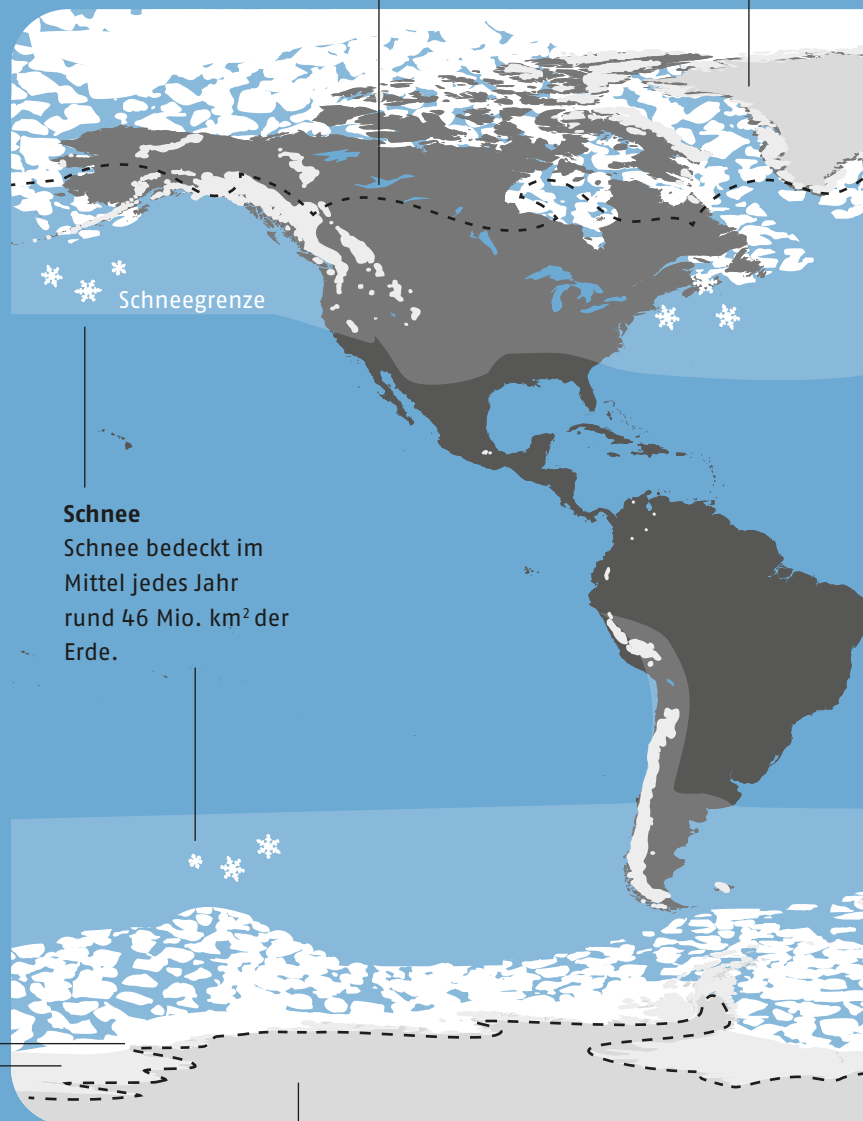 Schneegrenze
Schnee
Schnee bedeckt im
Mittel jedes Jahr
rund 46 Mio. km² der
Erde.